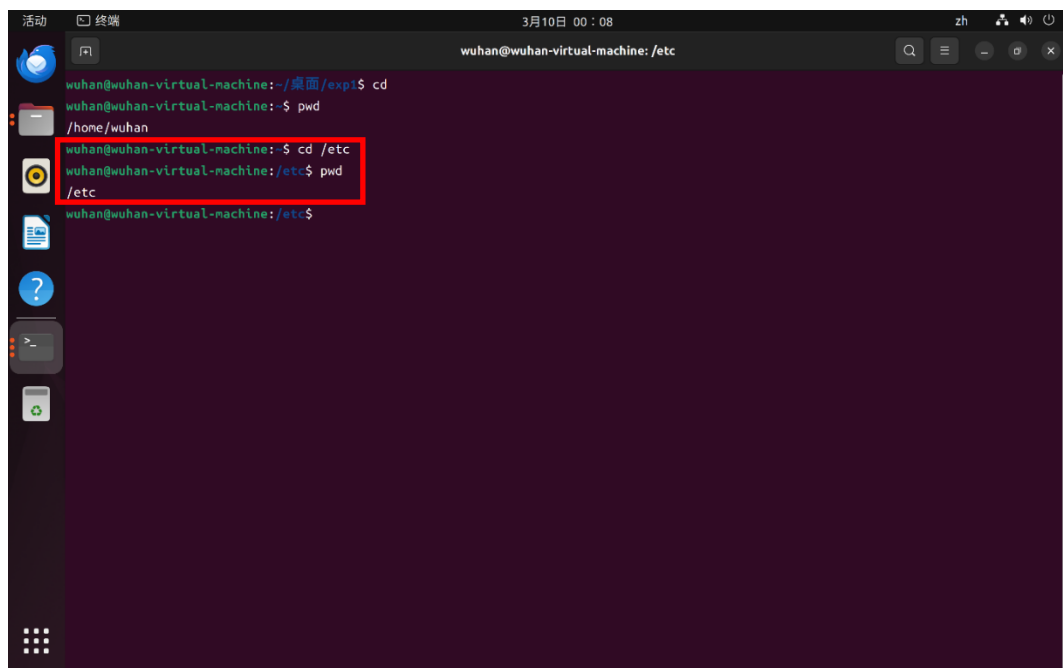 活动 终端 3月10日 00：08 zh
wuhan@wuhan-virtual-machine: /etc
wuhan@wuhan-virtual-machine:~/桌面/exp1$ cd
wuhan@wuhan-virtual-machine:~$ pwd
/home/wuhan
wuhan@wuhan-virtual-machine:~$ cd /etc
wuhan@wuhan-virtual-machine:/etc$ pwd
/etc
wuhan@wuhan-virtual-machine:/etc$